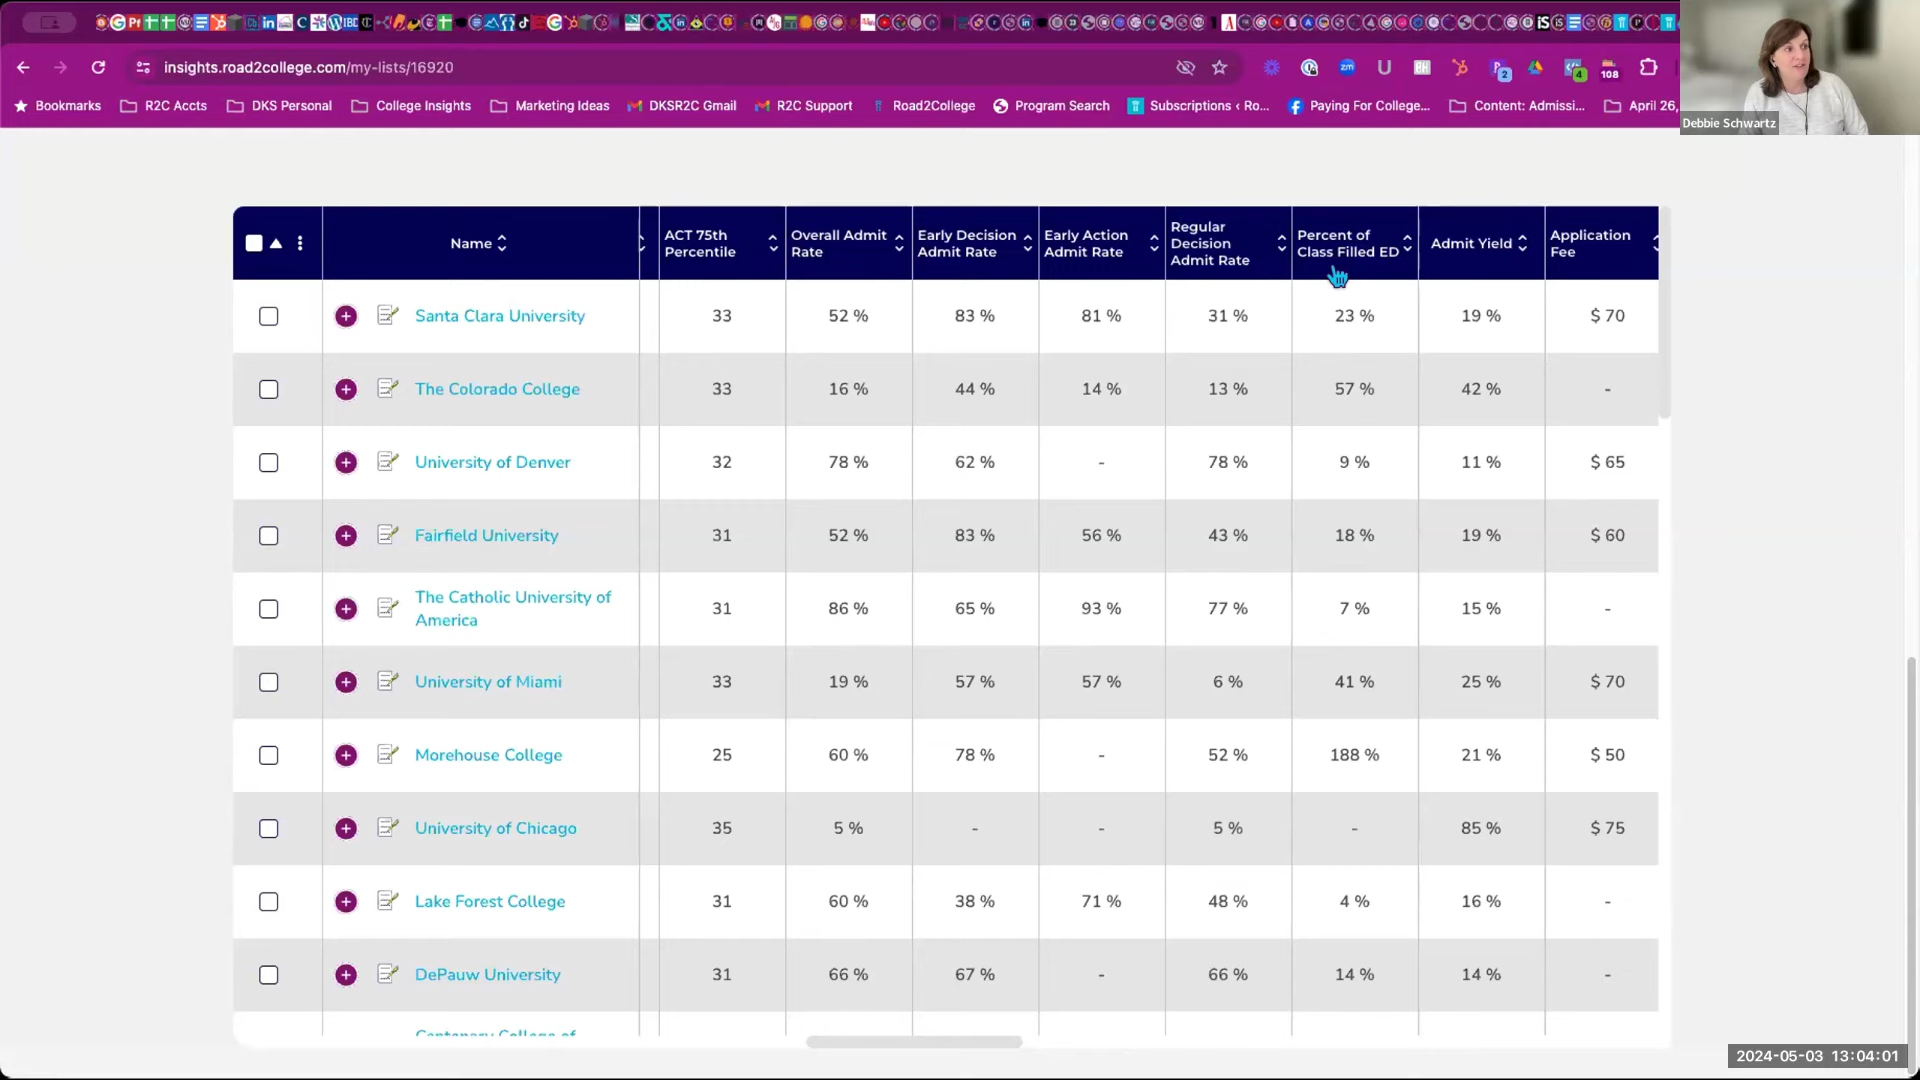 insights.road2college.com/my-lists/16920
2
4
108
Bookmarks R2C Accts DKS Personal College Insights Marketing Ideas DKSR2C Gmail R2C Support Road2College Program Search Subscriptions ‹ Ro... Paying For College... Content: Admissi... April 26,
Debbie Schwartz
Name ACT 75th Percentile Overall Admit Rate Early Decision Admit Rate Early Action Admit Rate Regular Decision Admit Rate Percent of Class Filled ED Admit Yield Application Fee
Santa Clara University 33 52 % 83 % 81 % 31 % 23 % 19 % $ 70
The Colorado College 33 16 % 44 % 14 % 13 % 57 % 42 % -
University of Denver 32 78 % 62 % - 78 % 9 % 11 % $ 65
Fairfield University 31 52 % 83 % 56 % 43 % 18 % 19 % $ 60
The Catholic University of America 31 86 % 65 % 93 % 77 % 7 % 15 % -
University of Miami 33 19 % 57 % 57 % 6 % 41 % 25 % $ 70
Morehouse College 25 60 % 78 % - 52 % 188 % 21 % $ 50
University of Chicago 35 5 % - - 5 % - 85 % $ 75
Lake Forest College 31 60 % 38 % 71 % 48 % 4 % 16 % -
DePauw University 31 66 % 67 % - 66 % 14 % 14 % -
Centenary College of
2024-05-03 13:04:01